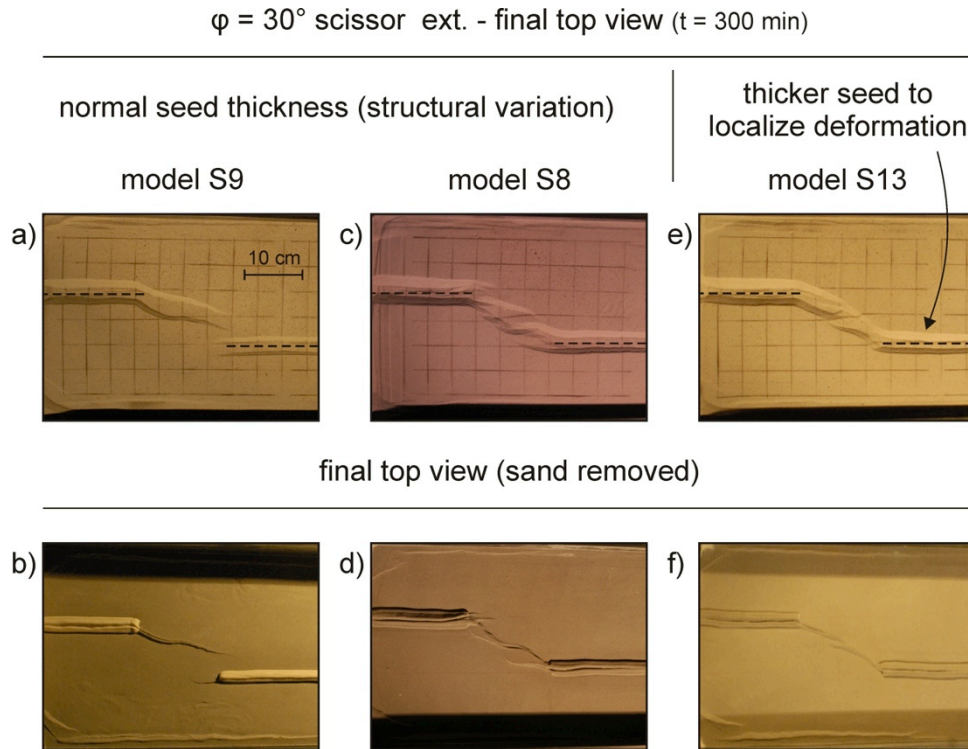 φ = 30° scissor ext. - final top view (t = 300 min)
normal seed thickness (structural variation)
thicker seed to
localize deformation
model S9
model S8
model S13
a)
10 cm
c)
e)
final top view (sand removed)
b)
d)
f)